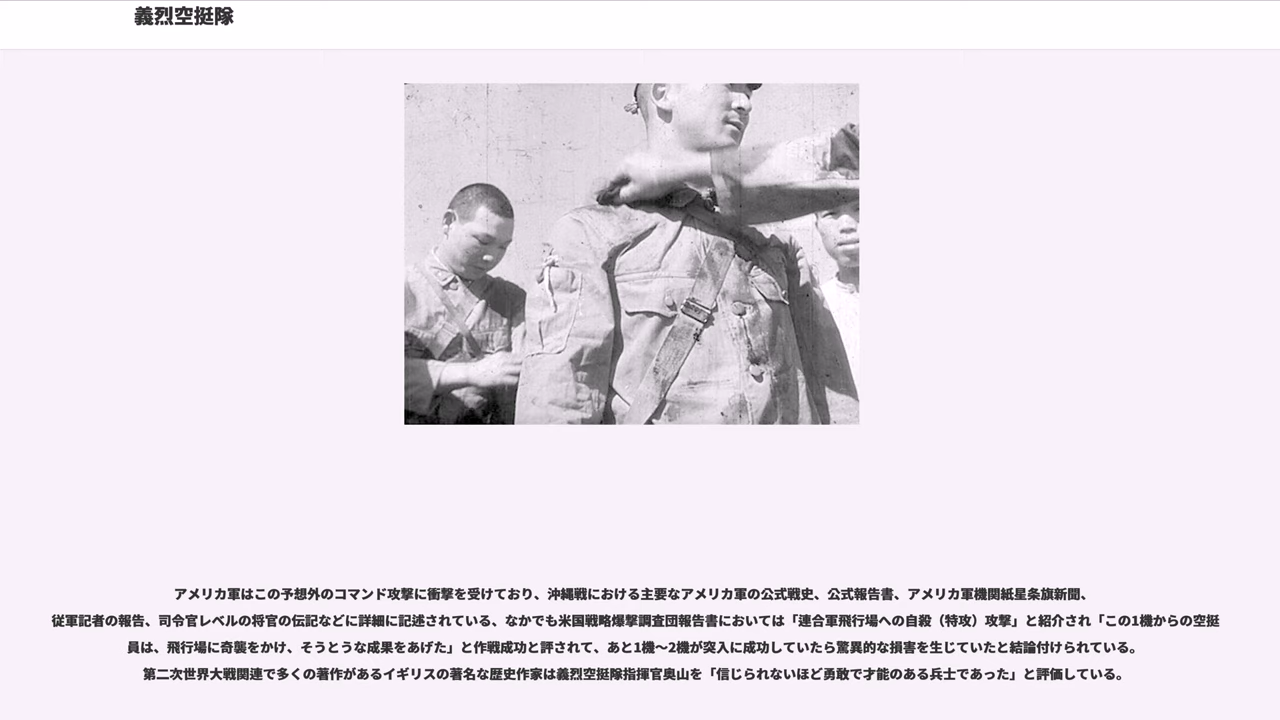 義烈空挺隊
アメリカ軍はこの予想外のコマンド攻撃に衝撃を受けており、沖縄戦における主要なアメリカ軍の公式戦史、公式報告書、アメリカ軍機関紙星条旗新聞、
従軍記者の報告、司令官レベルの将官の伝記などに詳細に記述されている、なかでも米国戦略爆撃調査団報告書においては「連合軍飛行場への自殺（特攻）攻撃」と紹介され「この1機からの空挺
員は、飛行場に奇襲をかけ、そうとうな成果をあげた」と作戦成功と評されて、あと1機〜2機が突入に成功していたら驚異的な損害を生じていたと結論付けられている。
第二次世界大戦関連で多くの著作があるイギリスの著名な歴史作家は義烈空挺隊指揮官奥山を「信じられないほど勇敢で才能のある兵士であった」と評価している。